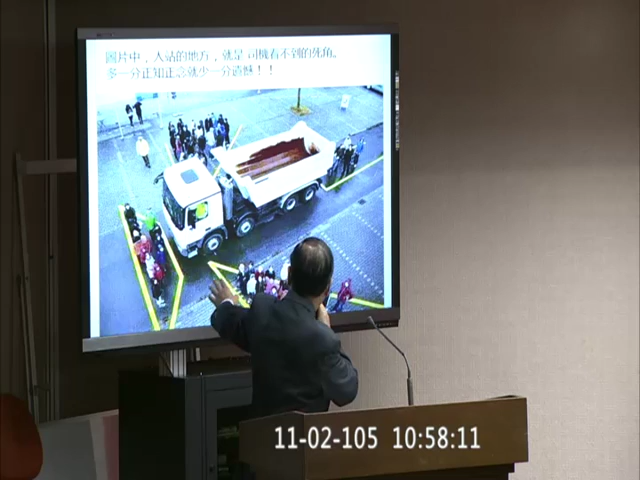 圖片中，人站的地方，就是 司機看不到的死角。
多一分正知正念就少一分遺憾！！
11-02-105 10:58:11